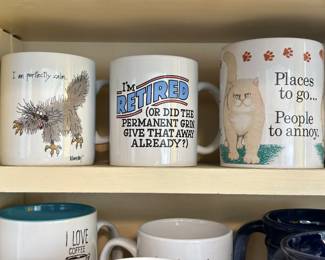 I am perfectly calm.
...I'M
RETIRED
(OR DID THE
PERMANENT GRIN
GIVE THAT AWAY
ALREADY?)
Places
to go...
People
to annoy.
I LOVE
COFFEE